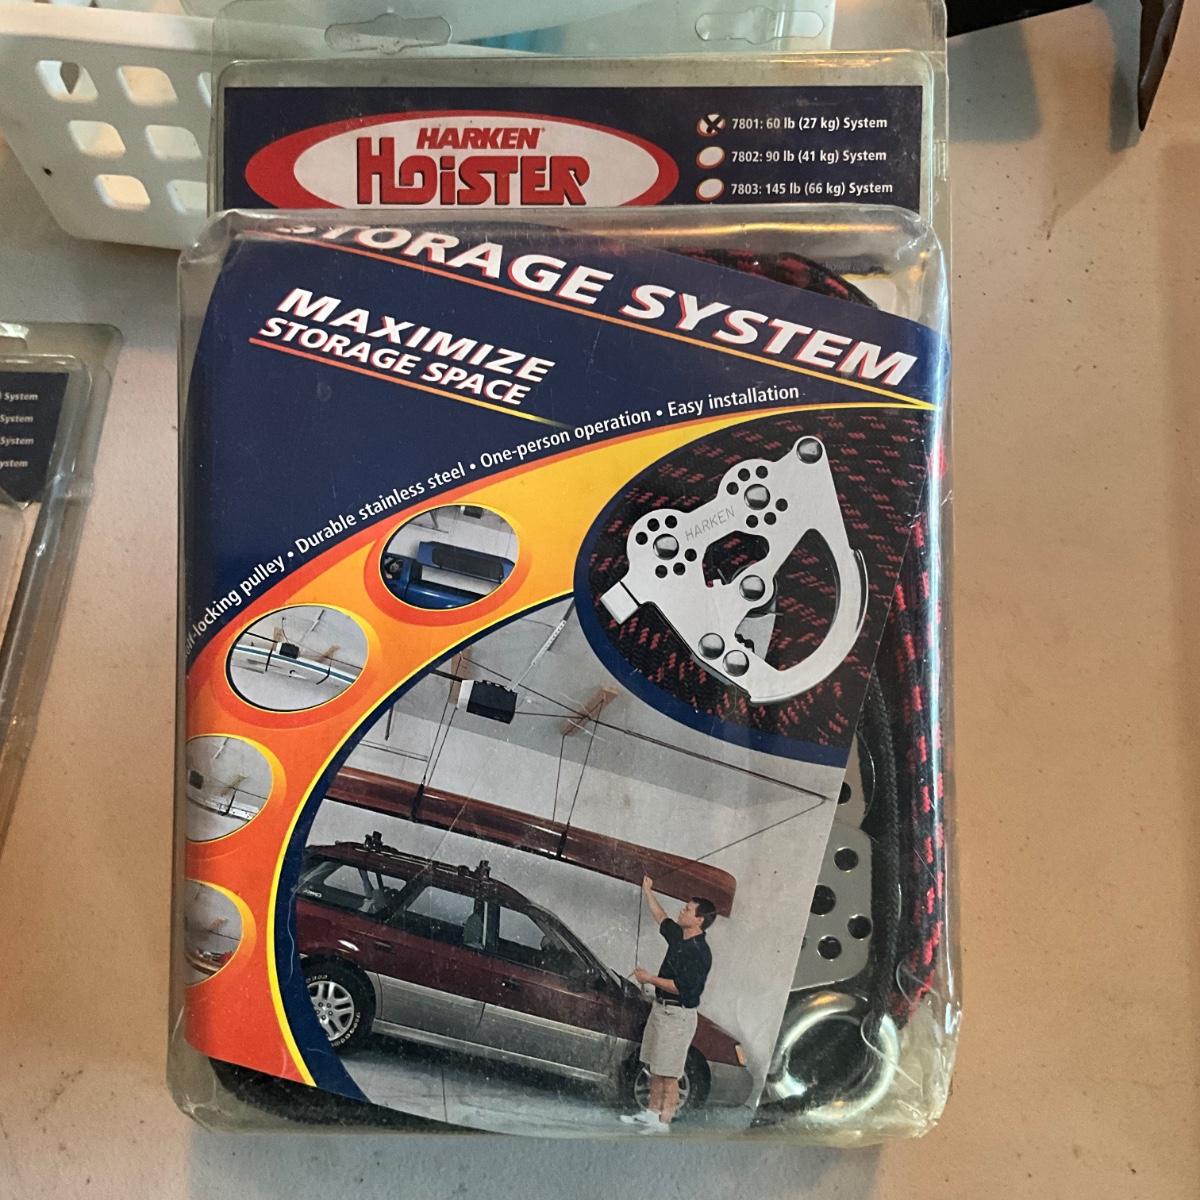 HARKEN
HOiSTER
7801: 60 lb (27 kg) System
7802: 90 lb (41 kg) System
7803: 145 lb (66 kg) System
STORAGE SYSTEM
MAXIMIZE
STORAGE SPACE
-locking pulley • Durable stainless steel • One-person operation • Easy installation
HARKEN
System
System
System
ystem